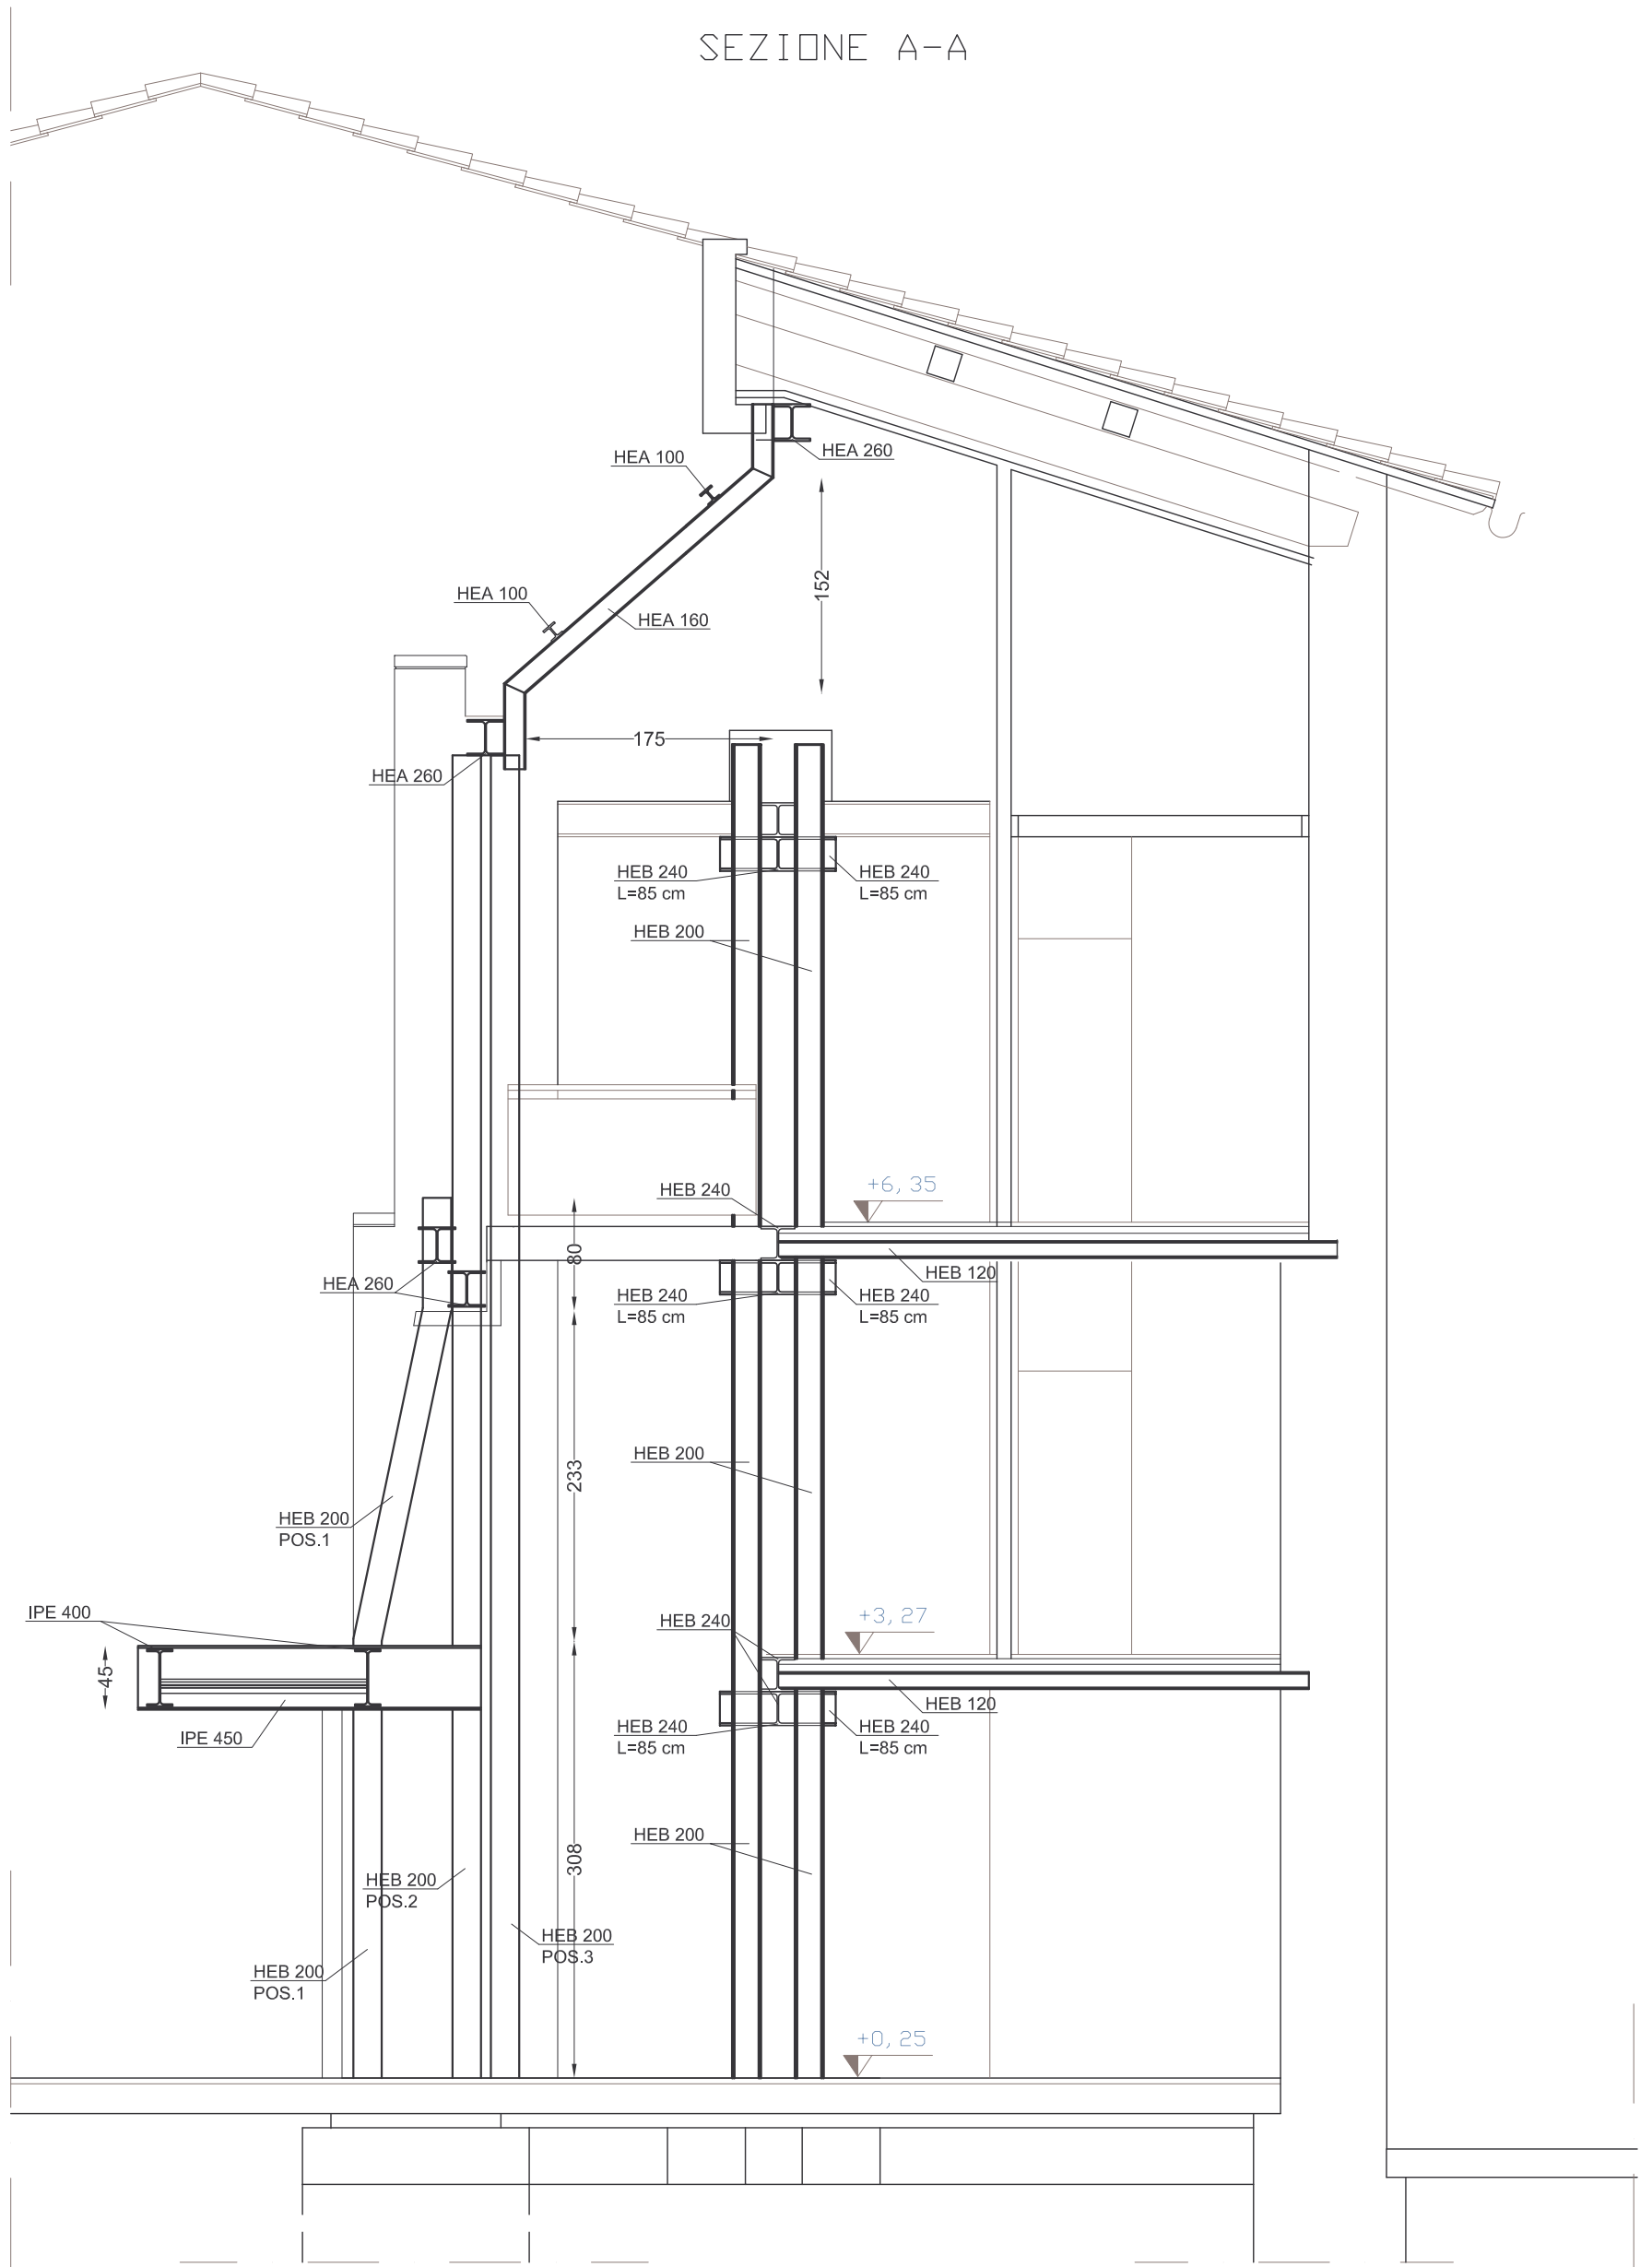 SEZIONE A-A
HEA 260
HEA 100
152
HEA 100
HEA 160
175
HEA 260
HEB 240
L=85 cm
HEB 240
L=85 cm
HEB 200
+6,35
HEB 240
80
HEB 120
HEA 260
HEB 240
L=85 cm
HEB 240
L=85 cm
HEB 200
233
HEB 200
POS.1
IPE 400
+3,27
HEB 240
45
HEB 120
IPE 450
HEB 240
L=85 cm
HEB 240
L=85 cm
HEB 200
308
HEB 200
POS.2
HEB 200
POS.3
HEB 200
POS.1
+0,25